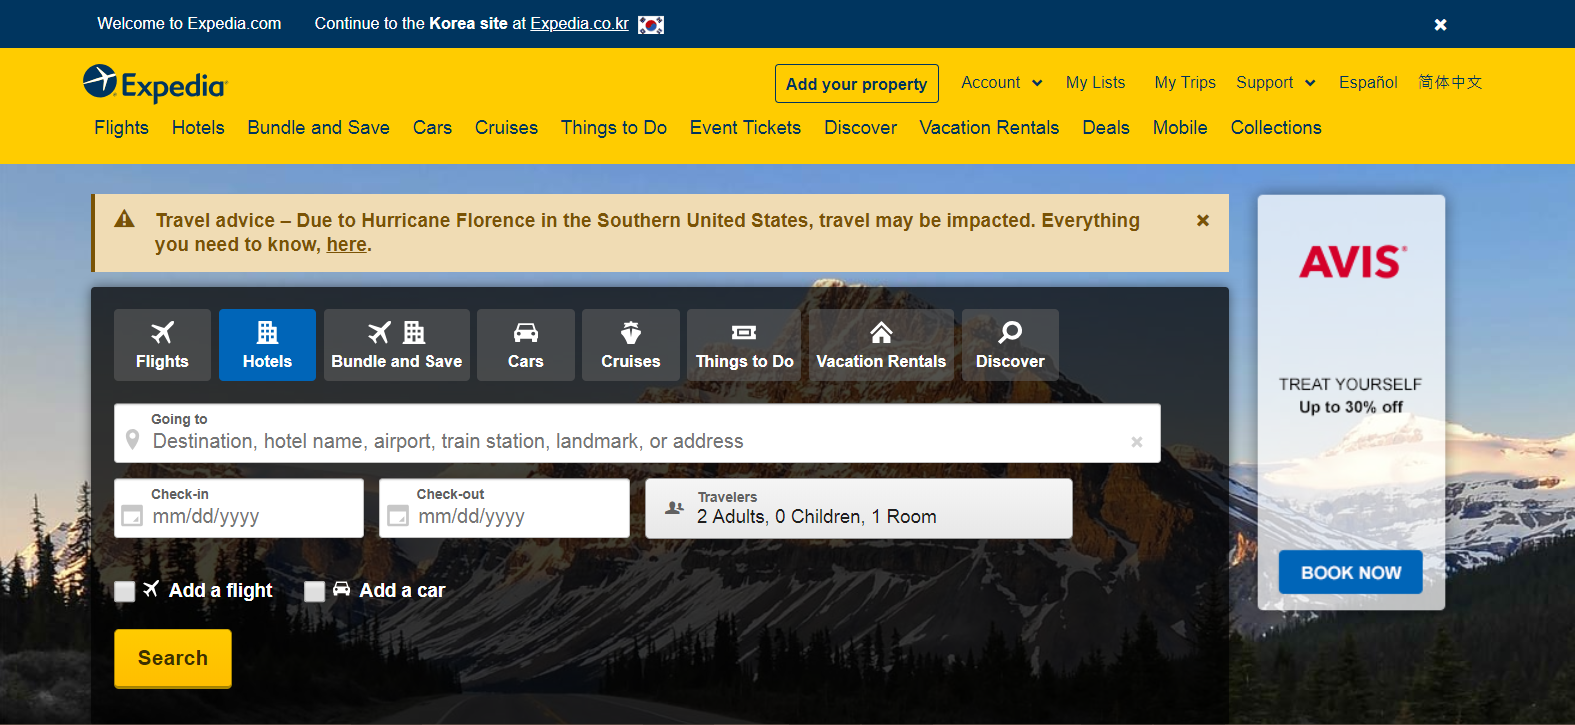 Welcome to Expedia.com Continue to the Korea site at Expedia.co.kr
Expedia
Add your property Account My Lists My Trips Support Español 简体中文
Flights Hotels Bundle and Save Cars Cruises Things to Do Event Tickets Discover Vacation Rentals Deals Mobile Collections
Travel advice – Due to Hurricane Florence in the Southern United States, travel may be impacted. Everything
you need to know, here.
Flights Hotels Bundle and Save Cars Cruises Things to Do Vacation Rentals Discover
Going to
Destination, hotel name, airport, train station, landmark, or address
Check-in Check-out Travelers
mm/dd/yyyy mm/dd/yyyy 2 Adults, 0 Children, 1 Room
Add a flight Add a car
Search
AVIS
TREAT YOURSELF
Up to 30% off
BOOK NOW